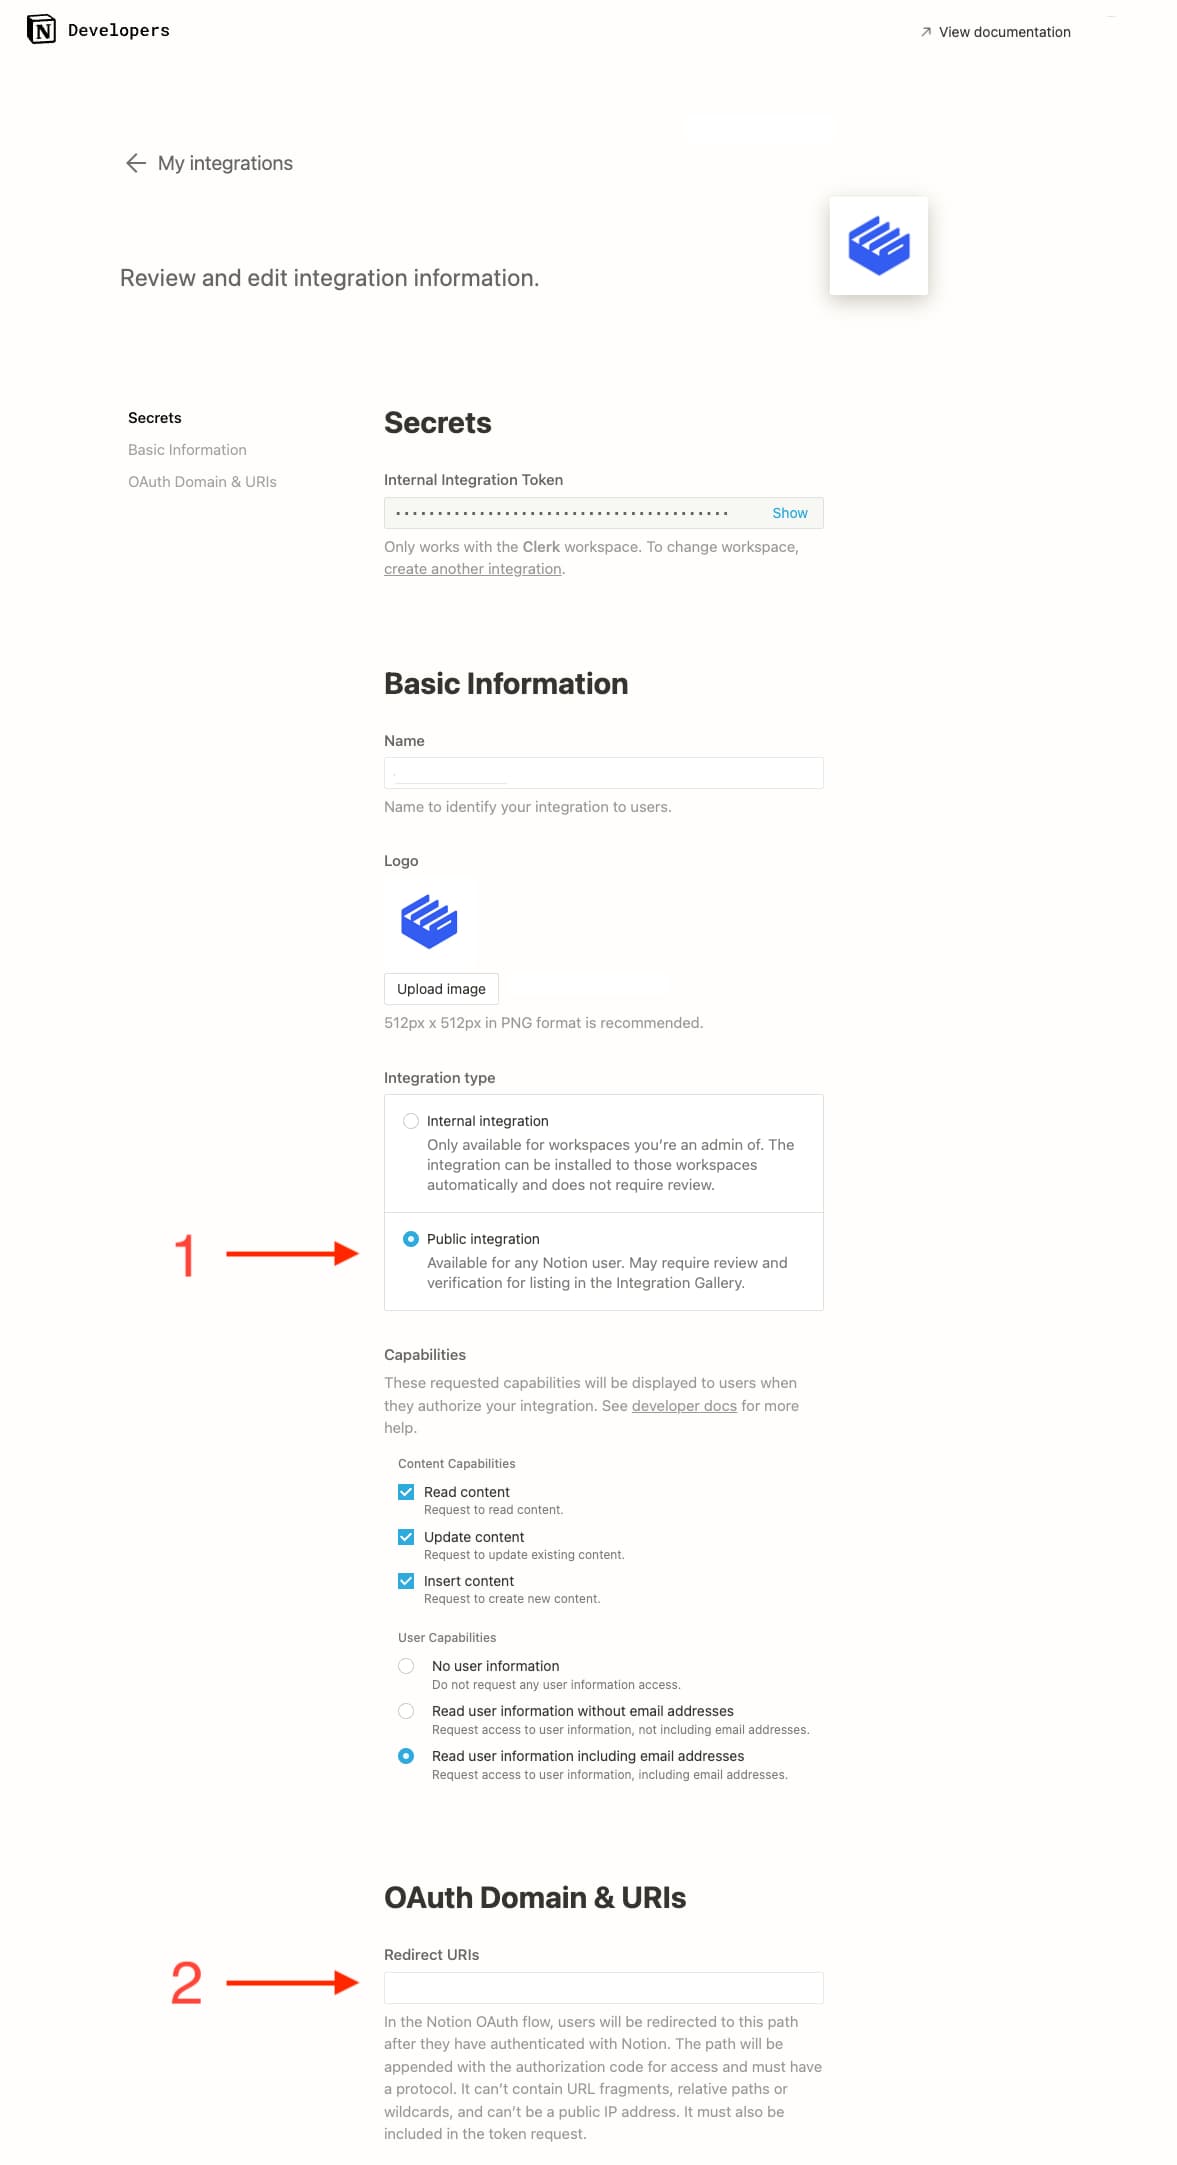 N Developers
View documentation
My integrations
Review and edit integration information.
Secrets
Basic Information
OAuth Domain & URIs
Secrets
Internal Integration Token
Show
Only works with the Clerk workspace. To change workspace,
create another integration.
Basic Information
Name
Name to identify your integration to users.
Logo
Upload image
512px x 512px in PNG format is recommended.
Integration type
Internal integration
Only available for workspaces you're an admin of. The
integration can be installed to those workspaces
automatically and does not require review.
1
Public integration
Available for any Notion user. May require review and
verification for listing in the Integration Gallery.
Capabilities
These requested capabilities will be displayed to users when
they authorize your integration. See developer docs for more
help.
Content Capabilities
Read content
Request to read content.
Update content
Request to update existing content.
Insert content
Request to create new content.
User Capabilities
No user information
Do not request any user information access.
Read user information without email addresses
Request access to user information, not including email addresses.
Read user information including email addresses
Request access to user information, including email addresses.
OAuth Domain & URIs
Redirect URIs
2
In the Notion OAuth flow, users will be redirected to this path
after they have authenticated with Notion. The path will be
appended with the authorization code for access and must have
a protocol. It can't contain URL fragments, relative paths or
wildcards, and can't be a public IP address. It must also be
included in the token request.